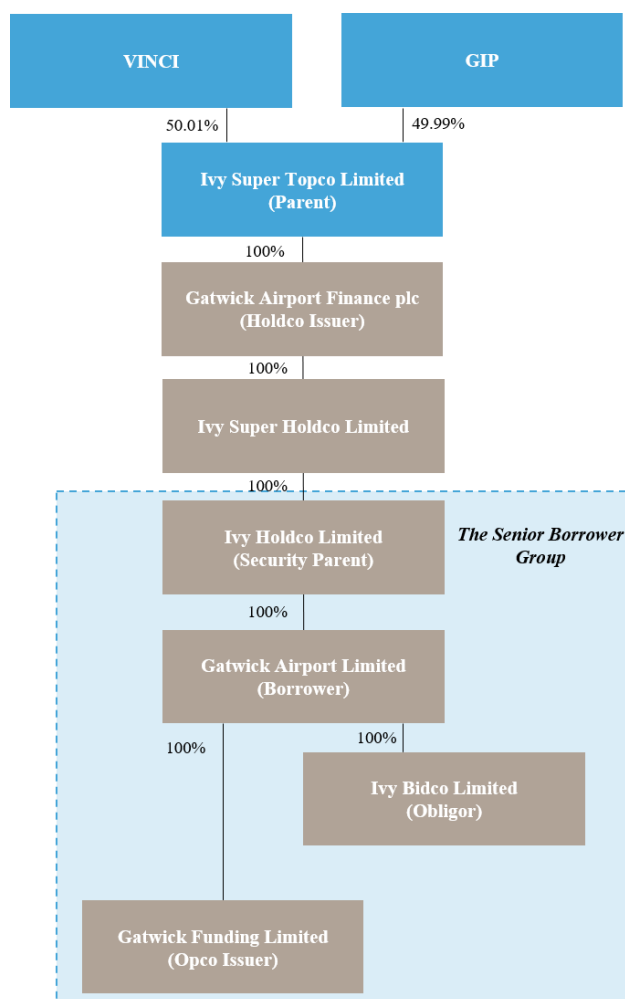 VINCI
GIP
50.01%
49.99%
Ivy Super Topco Limited
(Parent)
100%
Gatwick Airport Finance plc
(Holdco Issuer)
100%
Ivy Super Holdco Limited
100%
Ivy Holdco Limited
(Security Parent)
The Senior Borrower
Group
100%
Gatwick Airport Limited
(Borrower)
100%
100%
Ivy Bidco Limited
(Obligor)
Gatwick Funding Limited
(Opco Issuer)